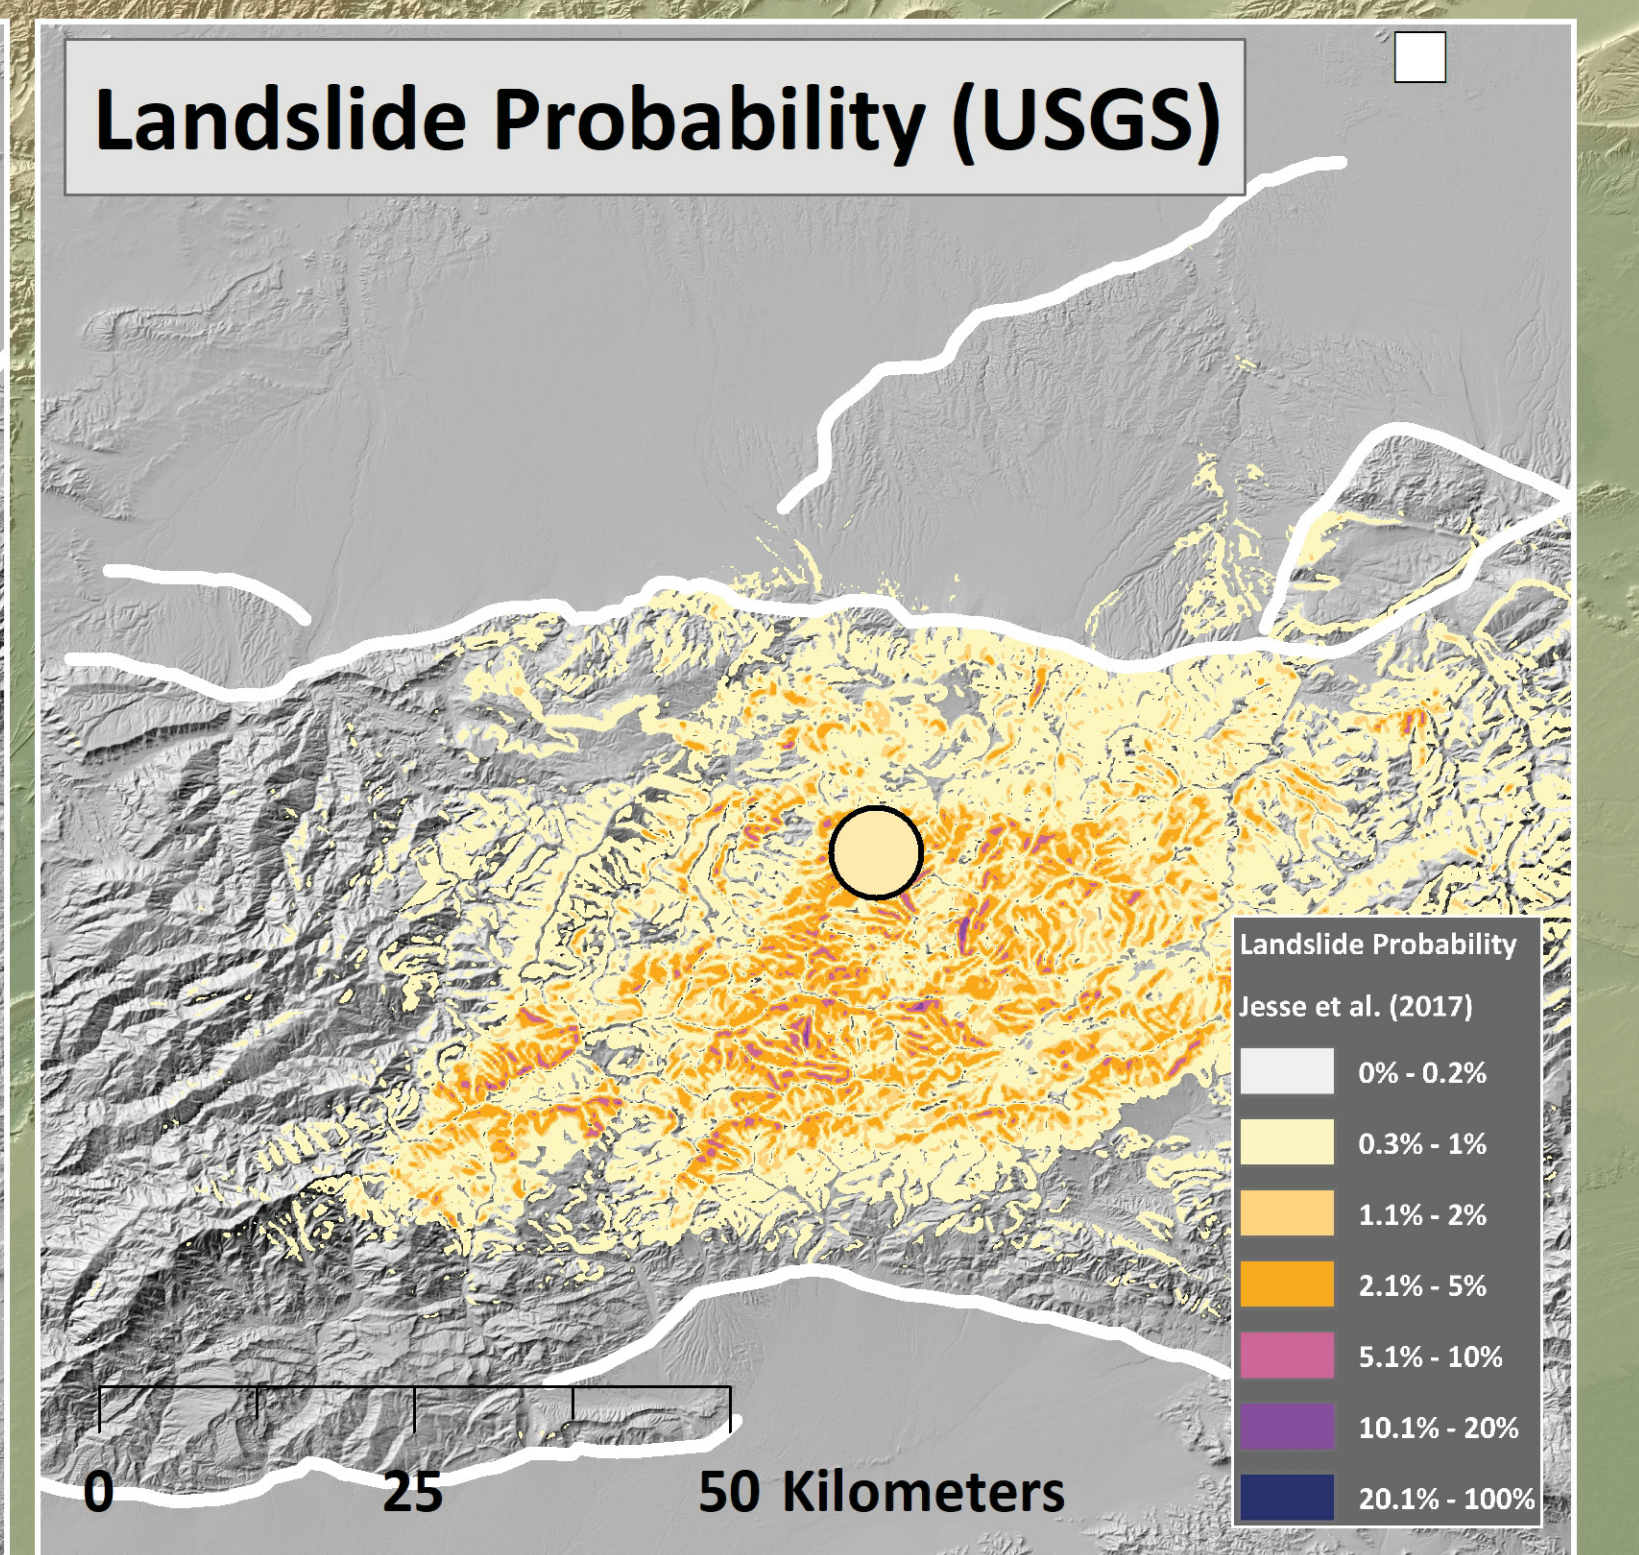 Landslide Probability (USGS)
Landslide Probability
Jesse et al. (2017)
0% - 0.2%
0.3% - 1%
1.1% - 2%
2.1% - 5%
5.1% - 10%
10.1% - 20%
20.1% - 100%
0 25 50 Kilometers